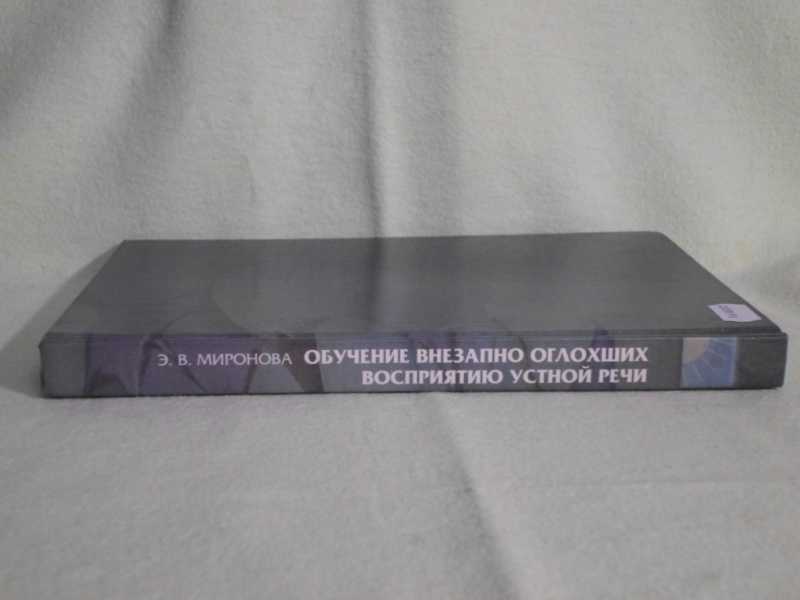 Э. В. МИРОНОВА ОБУЧЕНИЕ ВНЕЗАПНО ОГЛОХШИХ
ВОСПРИЯТИЮ УСТНОЙ РЕЧИ